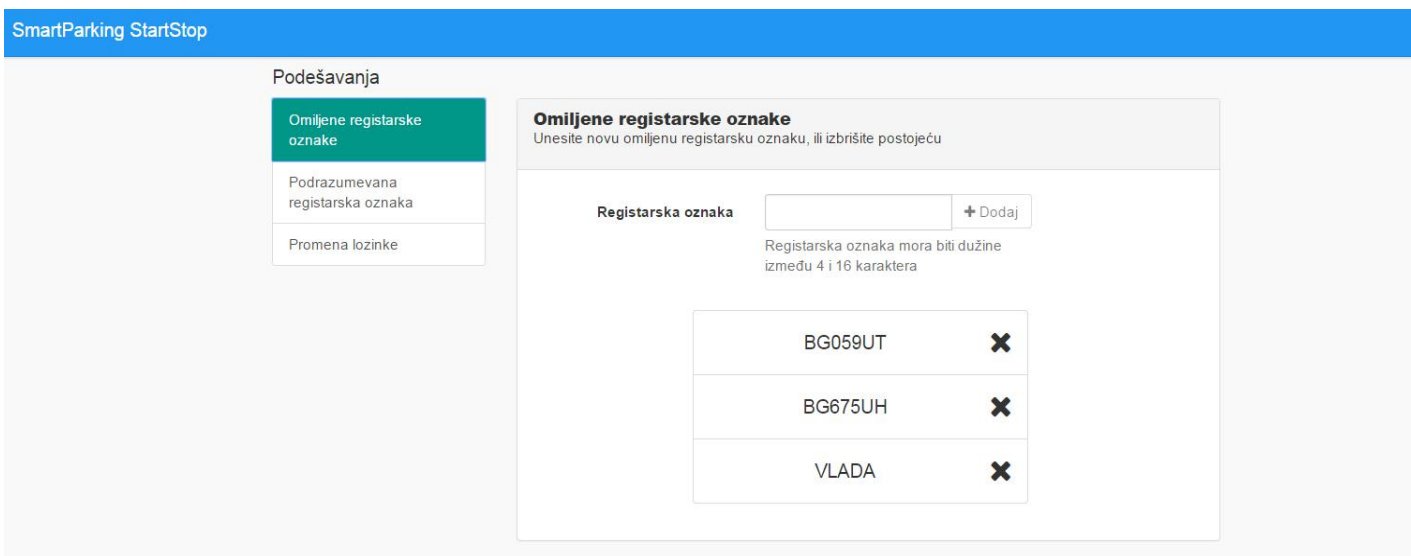 SmartParking StartStop
Podešavanja
Omiljene registarske
oznake
Podrazumevana
registarska oznaka
Promena lozinke
Omiljene registarske oznake
Unesite novu omiljenu registarsku oznaku, ili izbrišite postojeću
Registarska oznaka
+ Dodaj
Registarska oznaka mora biti dužine
između 4 i 16 karaktera
BG059UT
BG675UH
VLADA